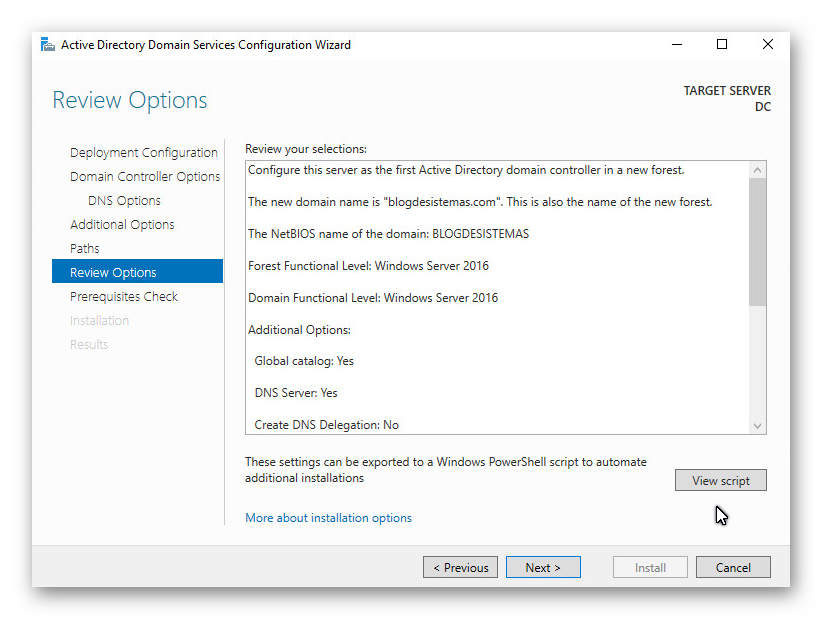 Active Directory Domain Services Configuration Wizard
Review Options
TARGET SERVER
DC
Deployment Configuration
Domain Controller Options
DNS Options
Additional Options
Paths
Review Options
Prerequisites Check
Installation
Results
Review your selections:
Configure this server as the first Active Directory domain controller in a new forest.
The new domain name is "blogdesistemas.com". This is also the name of the new forest.
The NetBIOS name of the domain: BLOGDESISTEMAS
Forest Functional Level: Windows Server 2016
Domain Functional Level: Windows Server 2016
Additional Options:
Global catalog: Yes
DNS Server: Yes
Create DNS Delegation: No
These settings can be exported to a Windows PowerShell script to automate
additional installations
View script
More about installation options
< Previous
Next >
Install
Cancel